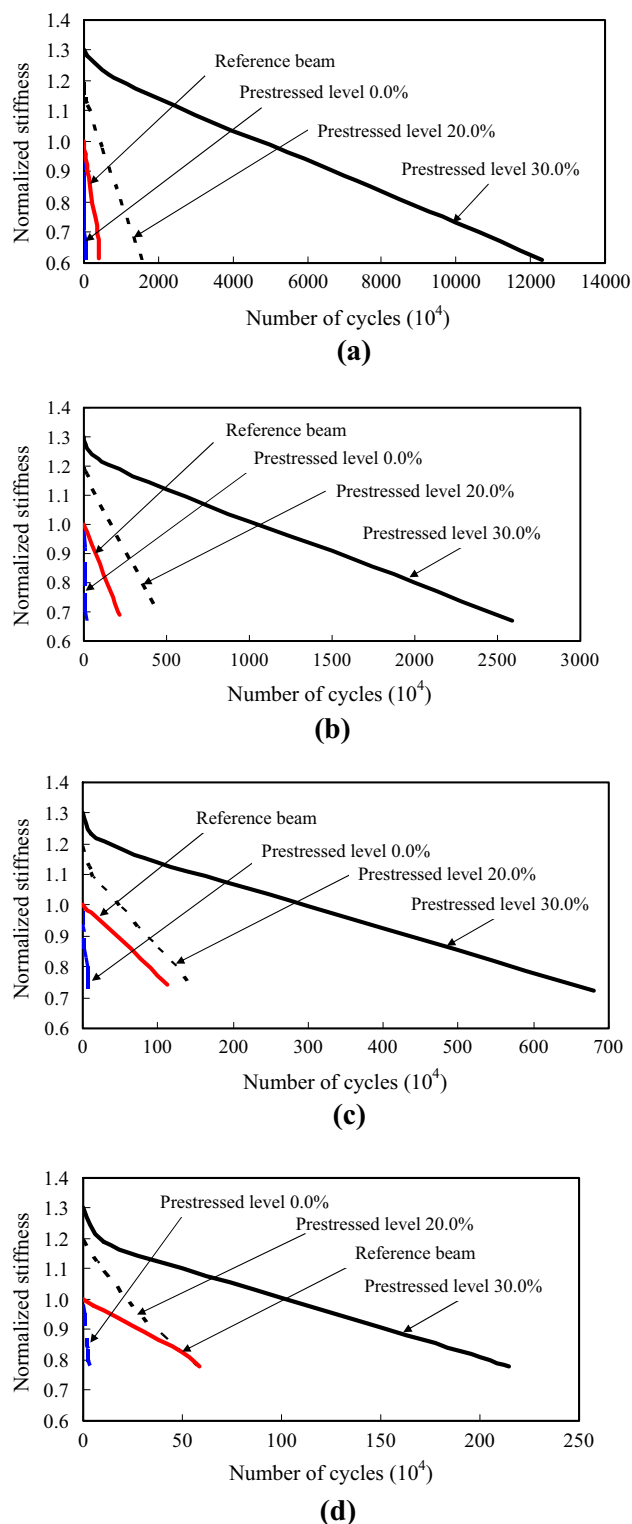 1.4
1.3
Reference beam
1.2
Prestressed level 0.0%
1.1
Prestressed level 20.0%
1.0
Prestressed level 30.0%
0.9
0.8
0.7
0.6
Normalized stiffness
0 2000 4000 6000 8000 10000 12000 14000
Number of cycles (10⁴)
(a)
1.4
1.3
Reference beam
1.2
Prestressed level 0.0%
1.1
Prestressed level 20.0%
1.0
Prestressed level 30.0%
0.9
0.8
0.7
0.6
Normalized stiffness
0 500 1000 1500 2000 2500 3000
Number of cycles (10⁴)
(b)
1.4
1.3
Reference beam
1.2
Prestressed level 0.0%
1.1
Prestressed level 20.0%
1.0
Prestressed level 30.0%
0.9
0.8
0.7
0.6
Normalized stiffness
0 100 200 300 400 500 600 700
Number of cycles (10⁴)
(c)
1.4
1.3
Prestressed level 0.0%
1.2
Prestressed level 20.0%
1.1
Reference beam
1.0
Prestressed level 30.0%
0.9
0.8
0.7
0.6
Normalized stiffness
0 50 100 150 200 250
Number of cycles (10⁴)
(d)